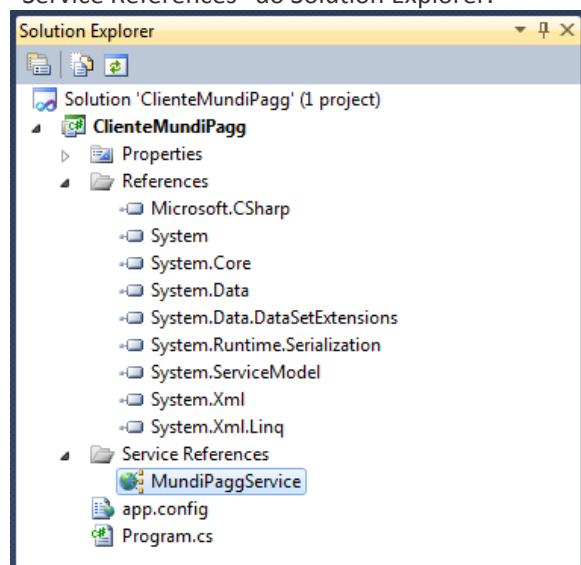 "Service References" do Solution Explorer:
Solution Explorer
Solution 'ClienteMundiPagg' (1 project)
ClienteMundiPagg
Properties
References
Microsoft.CSharp
System
System.Core
System.Data
System.Data.DataSetExtensions
System.Runtime.Serialization
System.ServiceModel
System.Xml
System.Xml.Linq
Service References
MundiPaggService
app.config
Program.cs